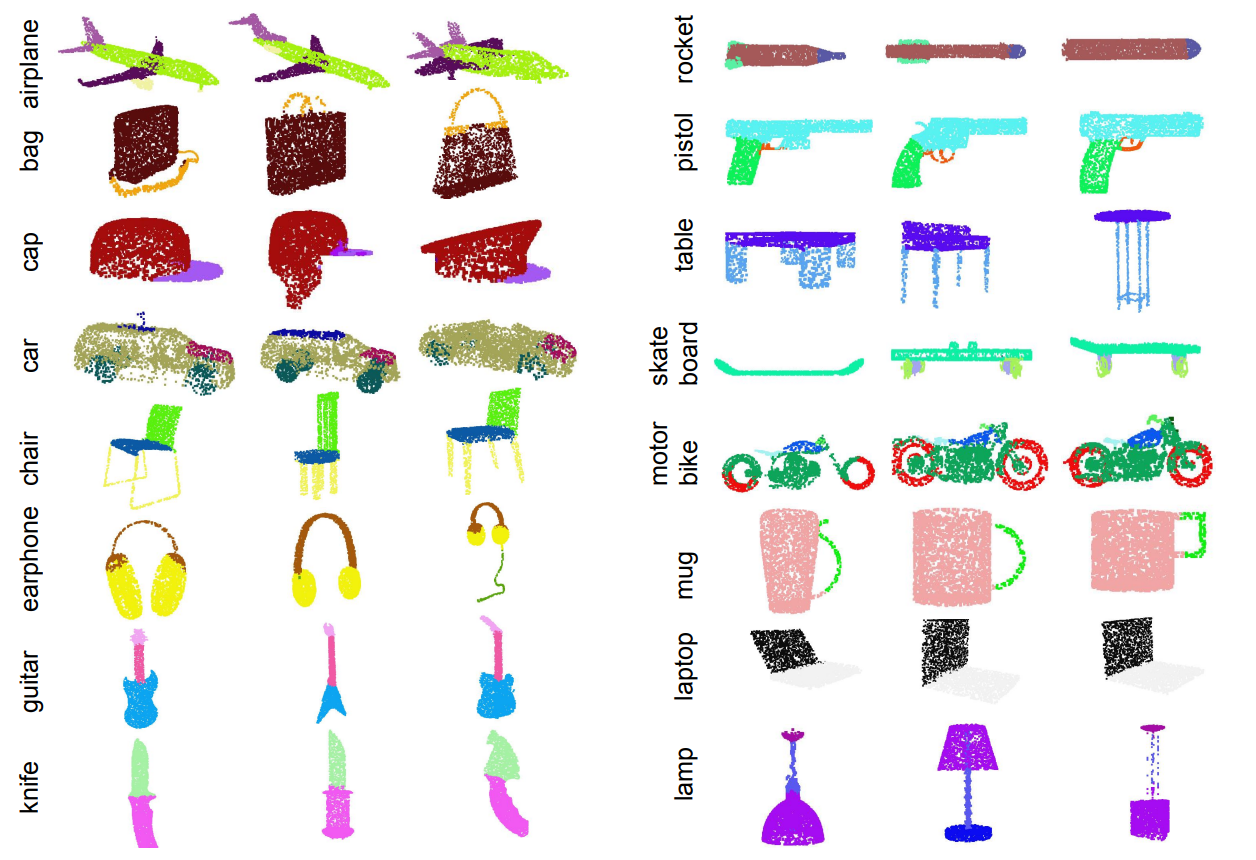 airplane
bag
cap
car
chair
earphone
guitar
knife
rocket
pistol
table
skate
board
motor
bike
mug
laptop
lamp